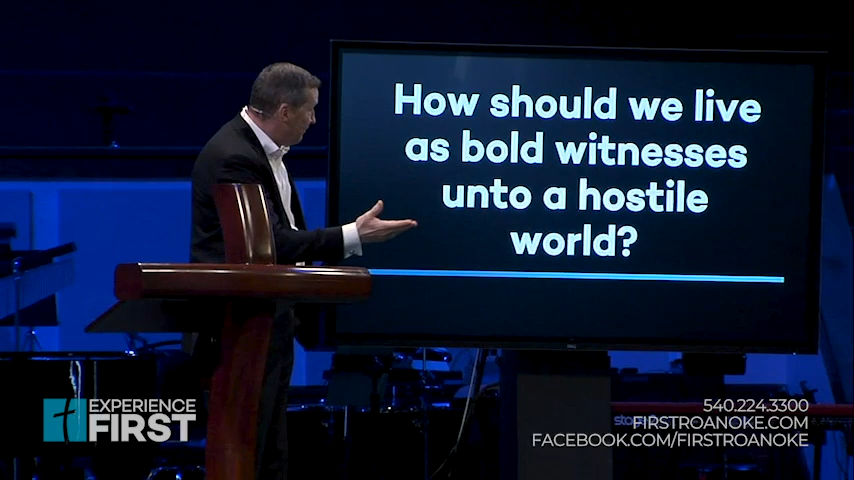 How should we live
as bold witnesses
unto a hostile
world?
DELL
EXPERIENCE
FIRST
540.224.3300
FIRSTROANOKE.COM
FACEBOOK.COM/FIRSTROANOKE